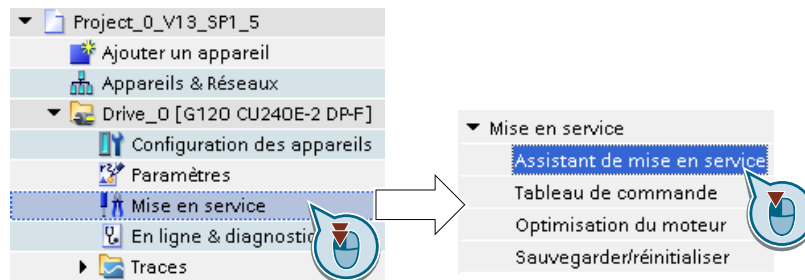 Project_0_V13_SP1_5
Ajouter un appareil
Appareils & Réseaux
Drive_0 [G120 CU240E-2 DP-F]
Configuration des appareils
Paramètres
Mise en service
En ligne & diagnostic
Traces
Mise en service
Assistant de mise en service
Tableau de commande
Optimisation du moteur
Sauvegarder/réinitialiser